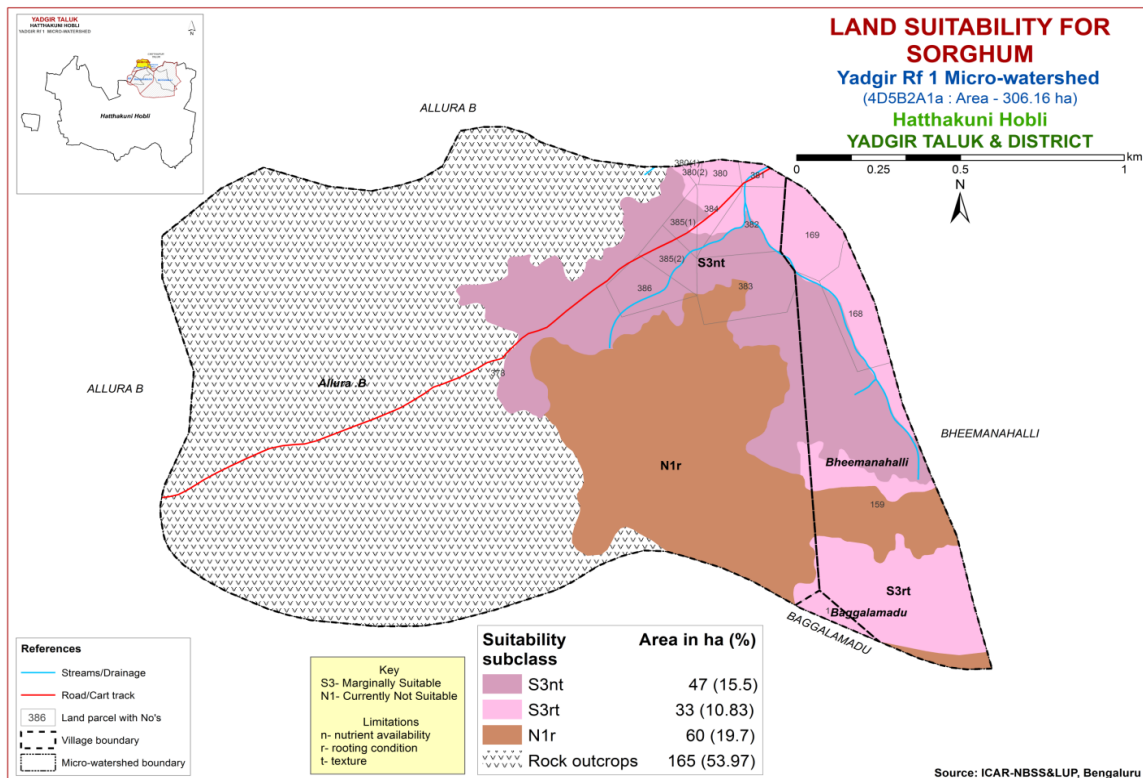 YADGIR TALUK
HATTHAKUNI HOBLI
YADGIR Rf 1 MICRO-WATERSHED
N
Hatthakuni Hobli
LAND SUITABILITY FOR
SORGHUM
Yadgir Rf 1 Micro-watershed
(4D5B2A1a : Area - 306.16 ha)
Hatthakuni Hobli
YADGIR TALUK & DISTRICT
km
0 0.25 0.5 1
N
ALLURA B
380(1)
380(2)
380
381
384
382
385(1)
169
385(2)
S3nt
386
383
168
378
Allura .B
ALLURA B
BHEEMANAHALLI
Bheemanahalli
N1r
159
S3rt
Baggalamadu
BAGGALAMADU
References
Streams/Drainage
Road/Cart track
386 Land parcel with No's
Village boundary
Micro-watershed boundary
Key
S3- Marginally Suitable
N1- Currently Not Suitable
Limitations
n- nutrient availability
r- rooting condition
t- texture
Suitability subclass Area in ha (%)
S3nt 47 (15.5)
S3rt 33 (10.83)
N1r 60 (19.7)
Rock outcrops 165 (53.97)
Source: ICAR-NBSS&LUP, Bengaluru